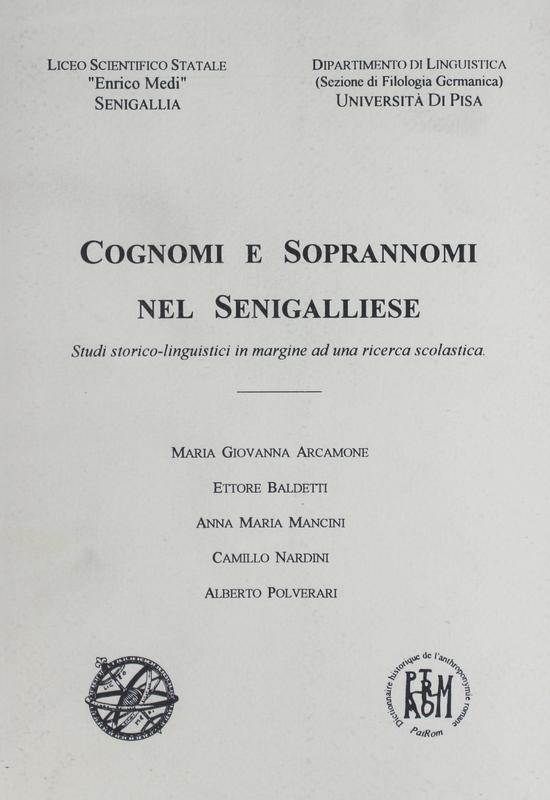 LICEO SCIENTIFICO STATALE
"Enrico Medi"
SENIGALLIA
DIPARTIMENTO DI LINGUISTICA
(Sezione di Filologia Germanica)
UNIVERSITÀ DI PISA
COGNOMI E SOPRANNOMI
NEL SENIGALLIESE
Studi storico-linguistici in margine ad una ricerca scolastica.
MARIA GIOVANNA ARCAMONE
ETTORE BALDETTI
ANNA MARIA MANCINI
CAMILLO NARDINI
ALBERTO POLVERARI
Dictionnaire historique de l'anthroponymie romane
PatRom